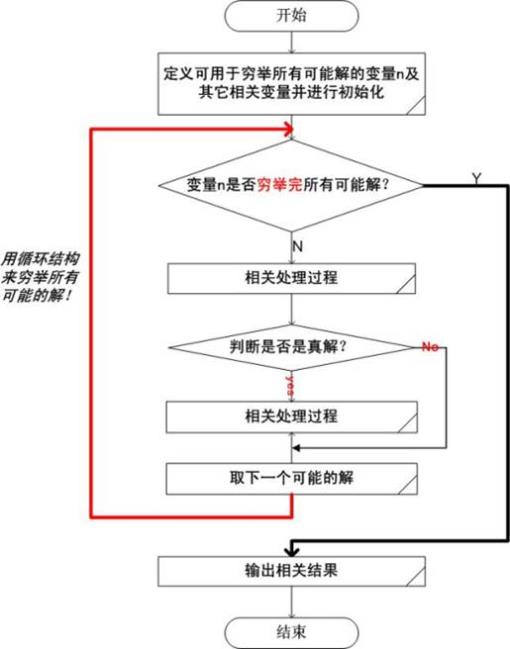 开始
定义可用于穷举所有可能解的变量n及
其它相关变量并进行初始化
变量n是否穷举完所有可能解?
Y
N
用循环结构
来穷举所有
可能的解!
相关处理过程
判断是否是真解?
No
yes
相关处理过程
取下一个可能的解
输出相关结果
结束